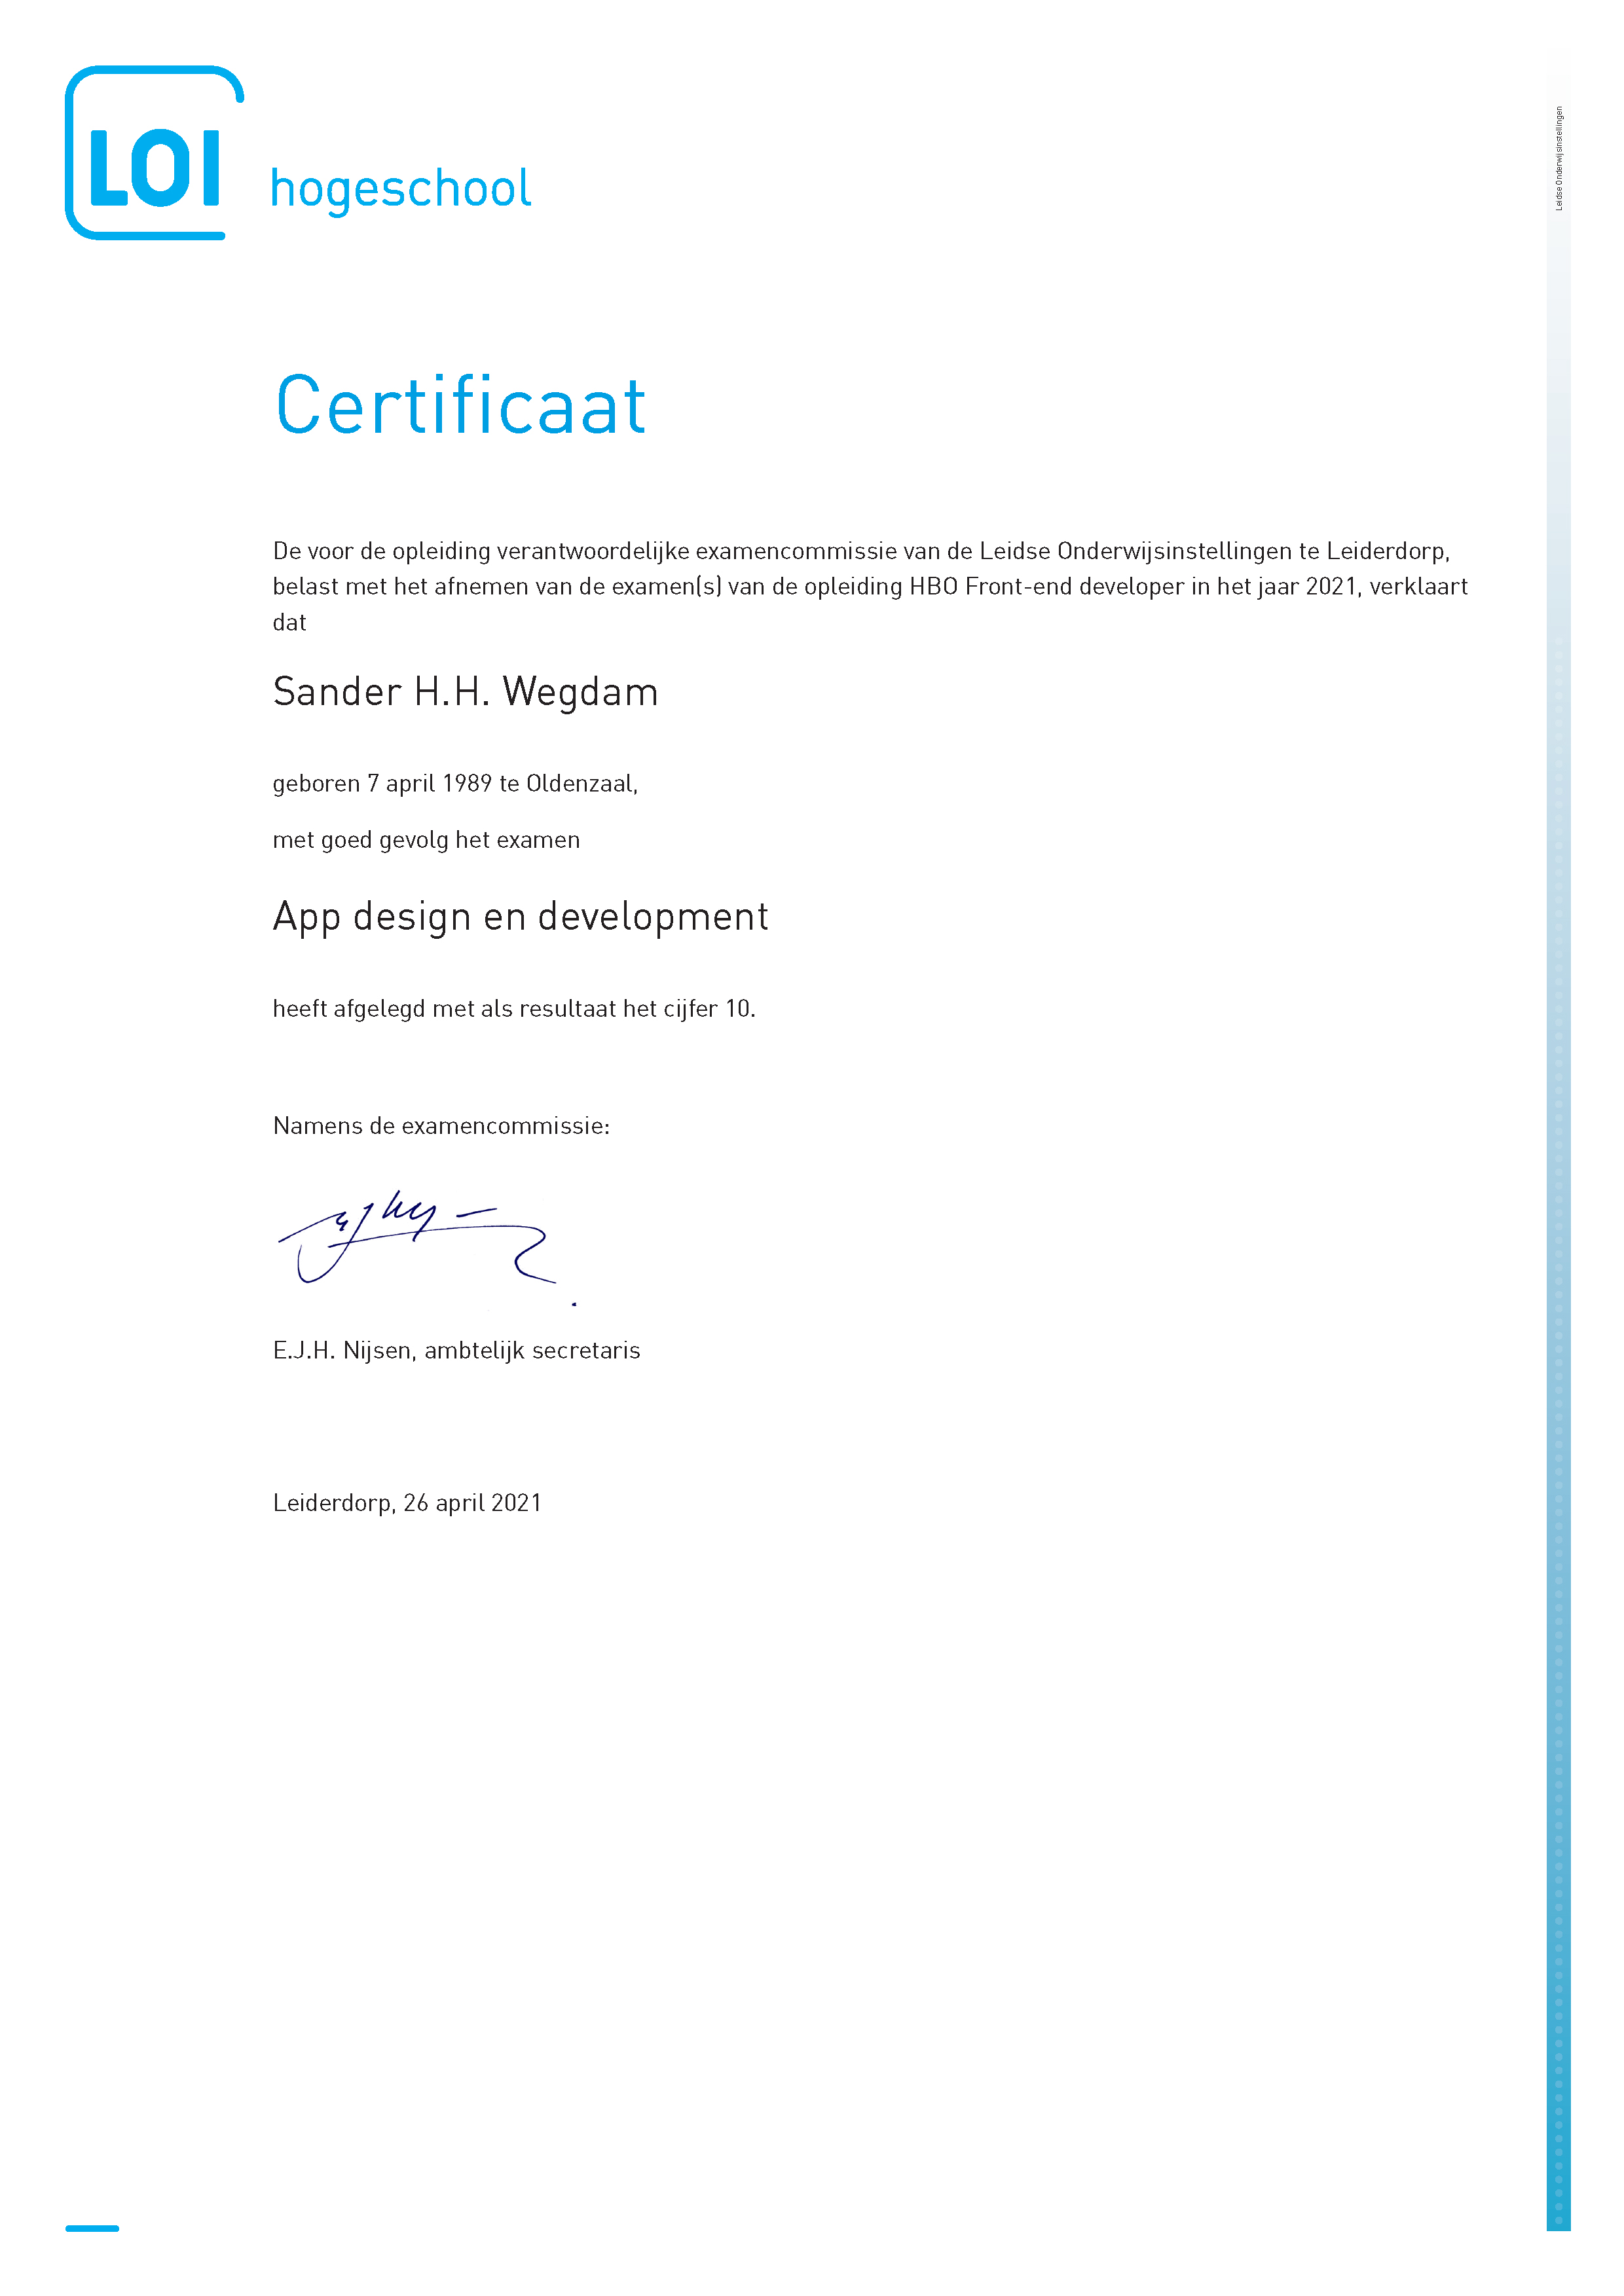 LOI hogeschool
Leidse Onderwijsinstellingen
Certificaat
De voor de opleiding verantwoordelijke examencommissie van de Leidse Onderwijsinstellingen te Leiderdorp,
belast met het afnemen van de examen(s) van de opleiding HBO Front-end developer in het jaar 2021, verklaart
dat
Sander H.H. Wegdam
geboren 7 april 1989 te Oldenzaal,
met goed gevolg het examen
App design en development
heeft afgelegd met als resultaat het cijfer 10.
Namens de examencommissie:
E.J.H. Nijsen, ambtelijk secretaris
Leiderdorp, 26 april 2021